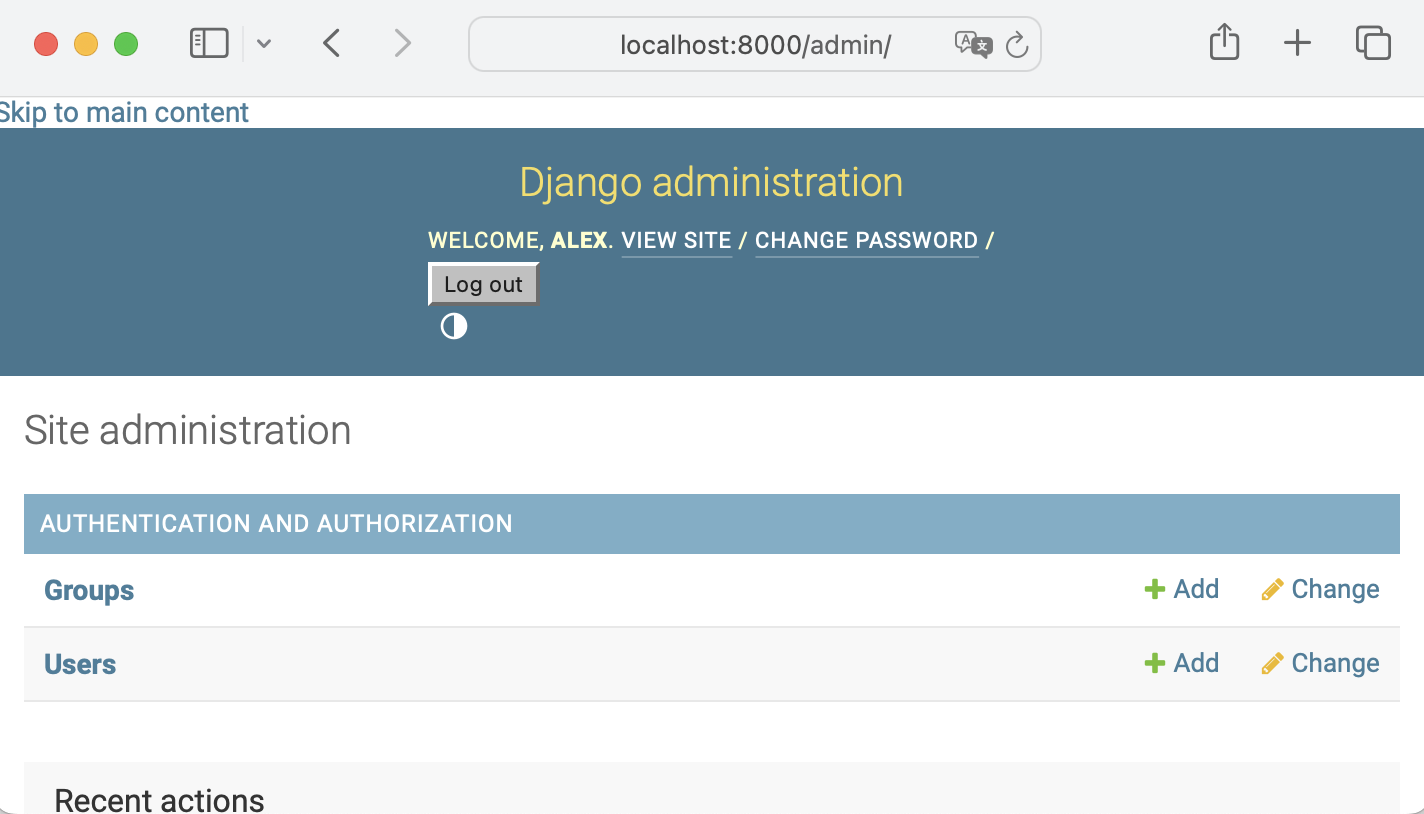 localhost:8000/admin/
Skip to main content
Django administration
WELCOME, ALEX. VIEW SITE / CHANGE PASSWORD /
Log out
Site administration
AUTHENTICATION AND AUTHORIZATION
Groups Add Change
Users Add Change
Recent actions